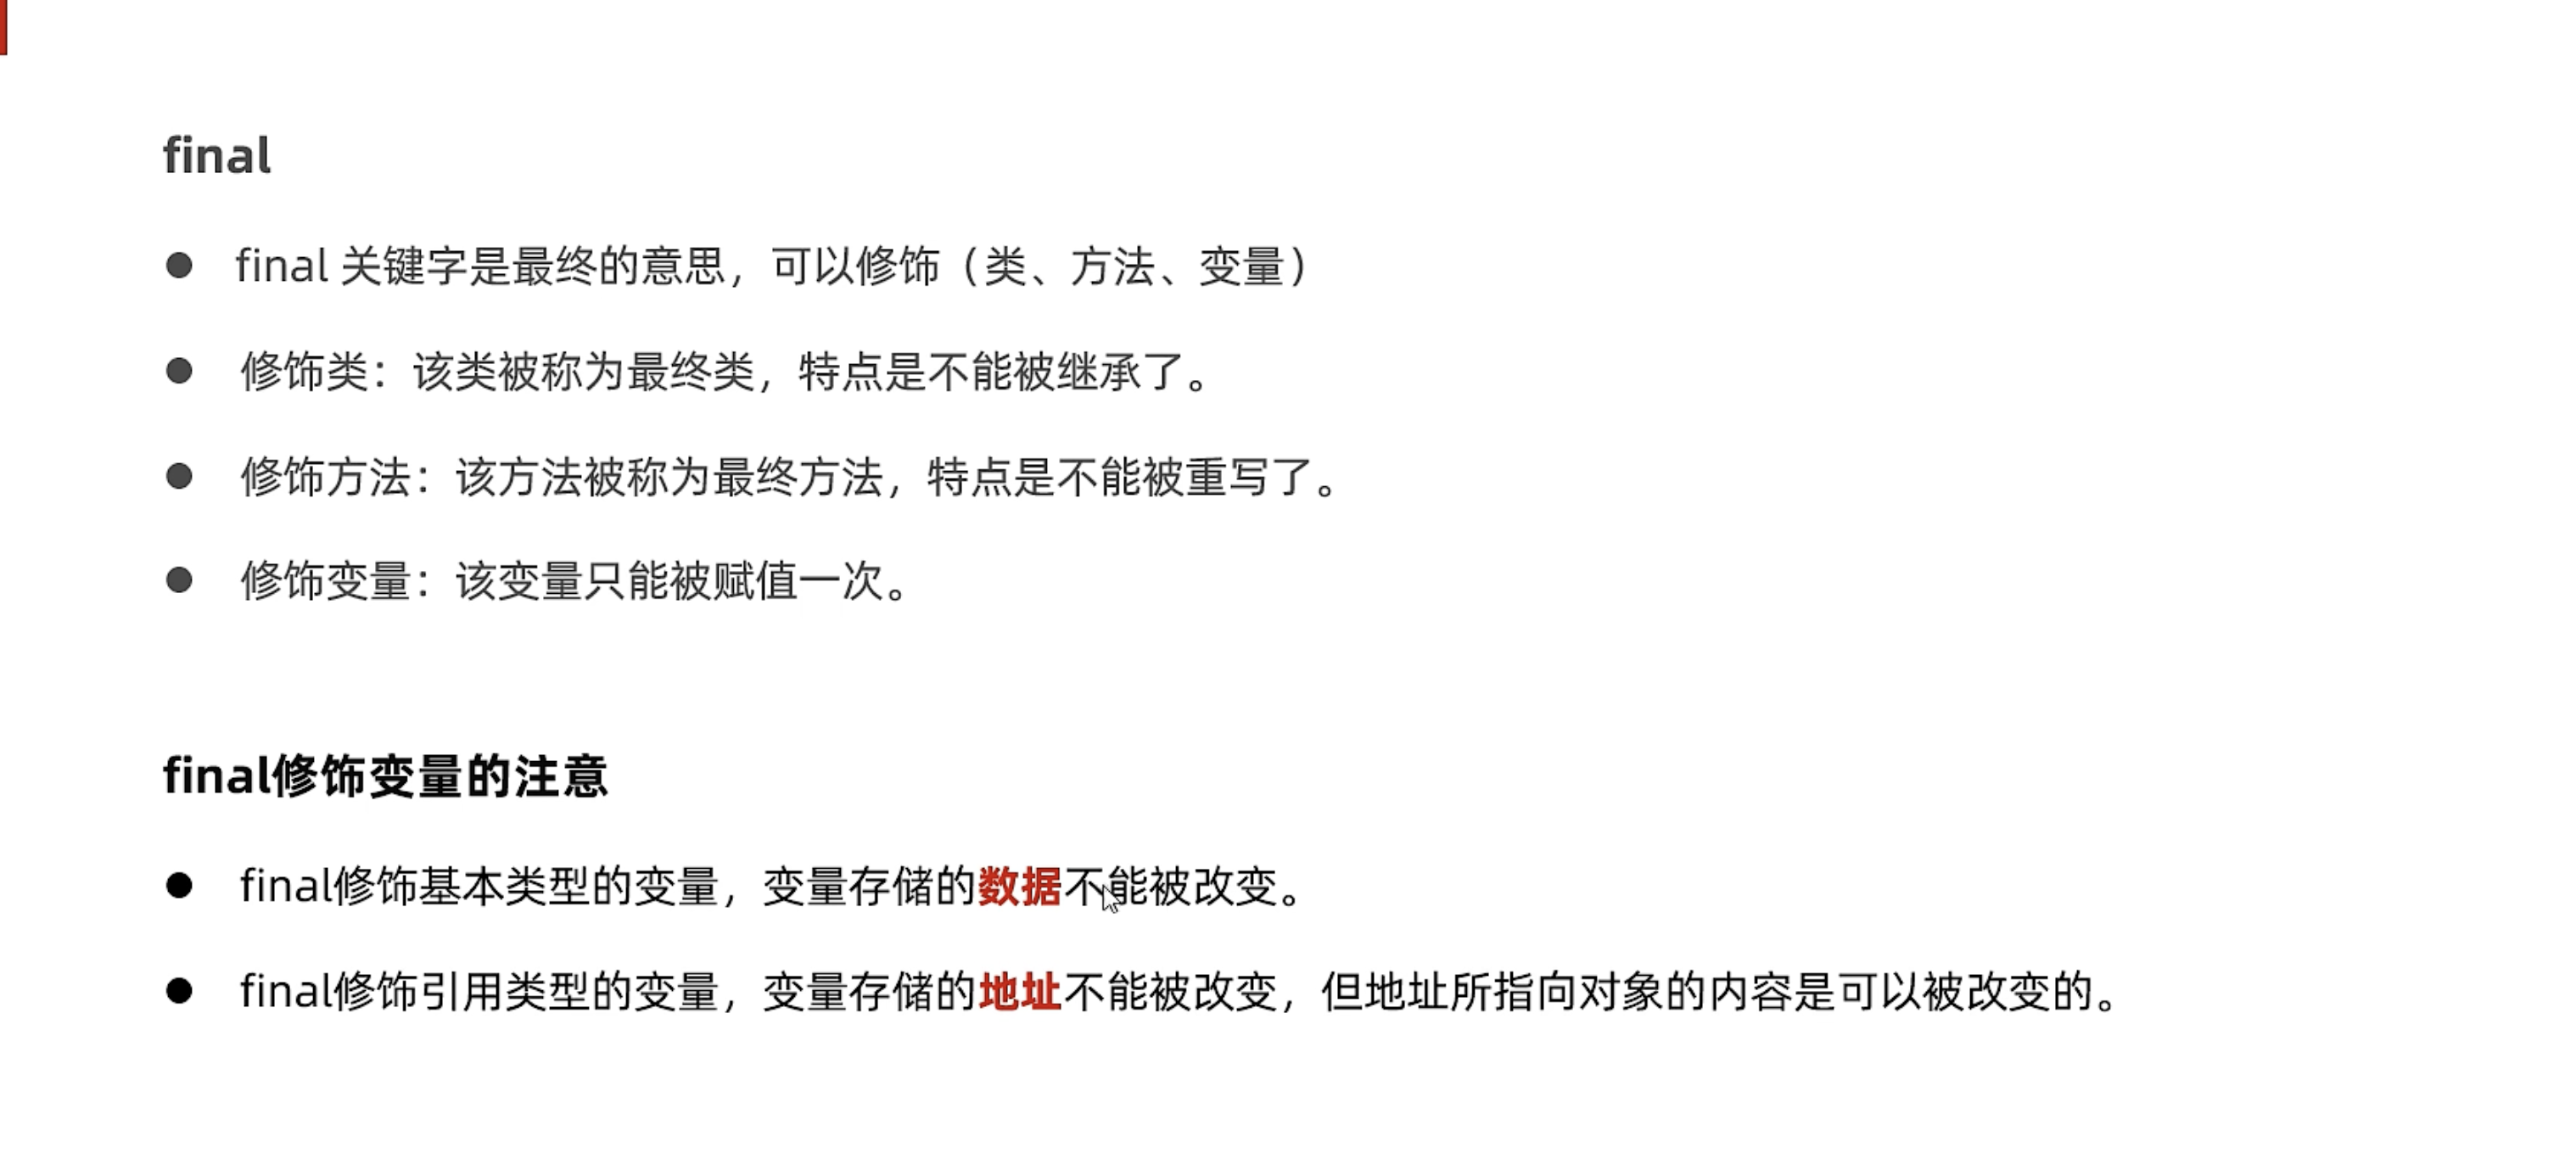 final
final 关键字是最终的意思，可以修饰（类、方法、变量）
修饰类：该类被称为最终类，特点是不能被继承了。
修饰方法：该方法被称为最终方法，特点是不能被重写了。
修饰变量：该变量只能被赋值一次。
final修饰变量的注意
final修饰基本类型的变量，变量存储的数据不能被改变。
final修饰引用类型的变量，变量存储的地址不能被改变，但地址所指向对象的内容是可以被改变的。